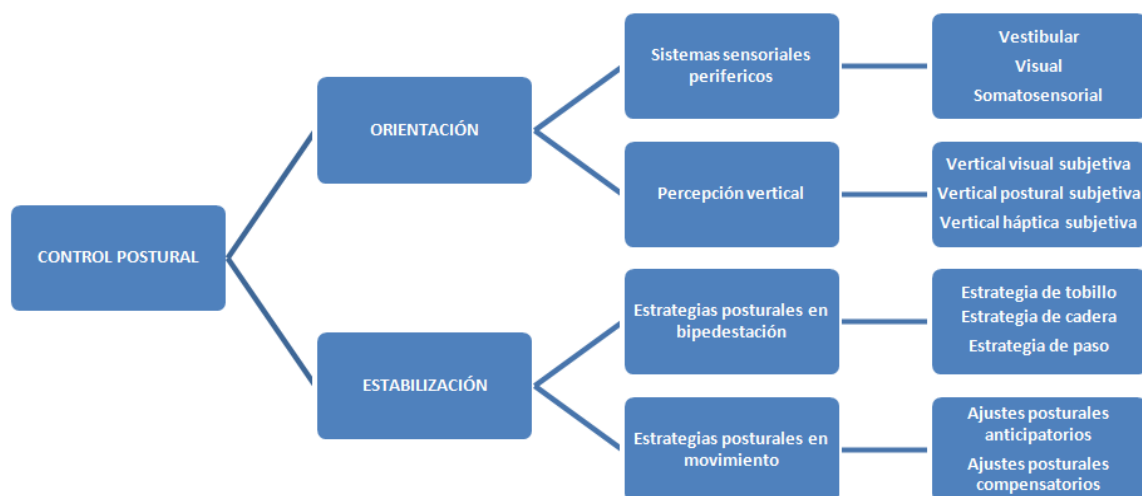 CONTROL POSTURAL
ORIENTACIÓN
ESTABILIZACIÓN
Sistemas sensoriales
perifericos
Percepción vertical
Estrategias posturales en
bipedestación
Estrategias posturales en
movimiento
Vestibular
Visual
Somatosensorial
Vertical visual subjetiva
Vertical postural subjetiva
Vertical háptica subjetiva
Estrategia de tobillo
Estrategia de cadera
Estrategia de paso
Ajustes posturales
anticipatorios
Ajustes posturales
compensatorios